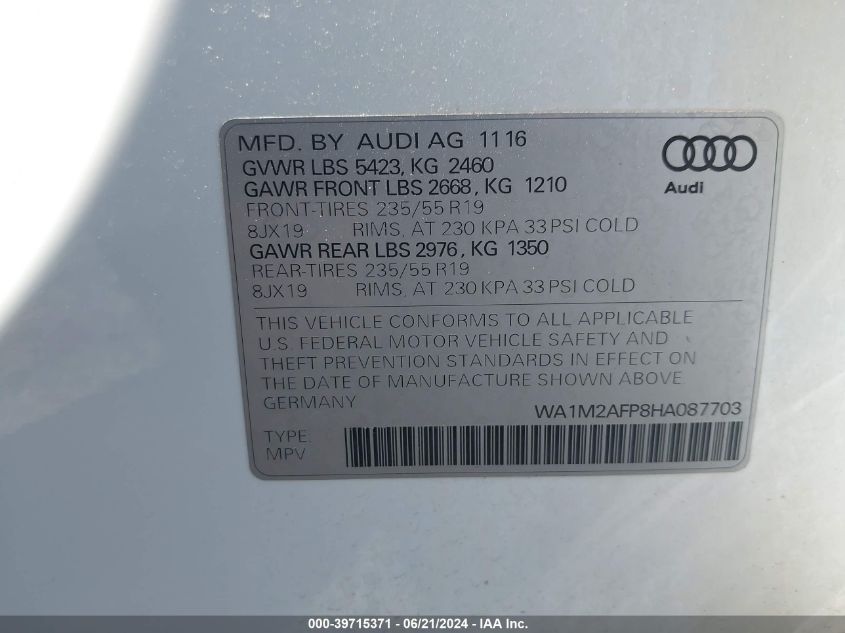 MFD. BY AUDI AG 11 16
GVWR LBS 5423, KG 2460
GAWR FRONT LBS 2668, KG 1210
FRONT-TIRES 235/55 R19
8JX19 RIMS, AT 230 KPA 33 PSI COLD
GAWR REAR LBS 2976, KG 1350
REAR-TIRES 235/55 R19
8JX19 RIMS, AT 230 KPA 33 PSI COLD
Audi
THIS VEHICLE CONFORMS TO ALL APPLICABLE
U.S. FEDERAL MOTOR VEHICLE SAFETY AND
THEFT PREVENTION STANDARDS IN EFFECT ON
THE DATE OF MANUFACTURE SHOWN ABOVE.
GERMANY
WA1M2AFP8HA087703
TYPE:
MPV
000-39715371 - 06/21/2024 - IAA Inc.